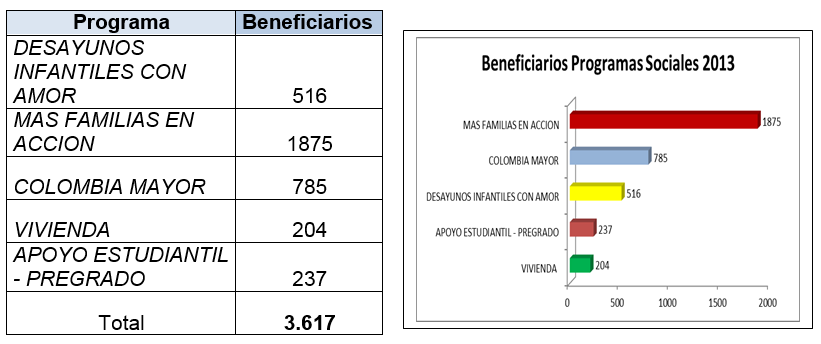 Programa Beneficiarios
DESAYUNOS
INFANTILES CON
AMOR 516
MAS FAMILIAS EN
ACCION 1875
COLOMBIA MAYOR 785
VIVIENDA 204
APOYO ESTUDIANTIL
- PREGRADO 237
Total 3.617
Beneficiarios Programas Sociales 2013
MAS FAMILIAS EN ACCION 1875
COLOMBIA MAYOR 785
DESAYUNOS INFANTILES CON AMOR 516
APOYO ESTUDIANTIL - PREGRADO 237
VIVIENDA 204
0 500 1000 1500 2000